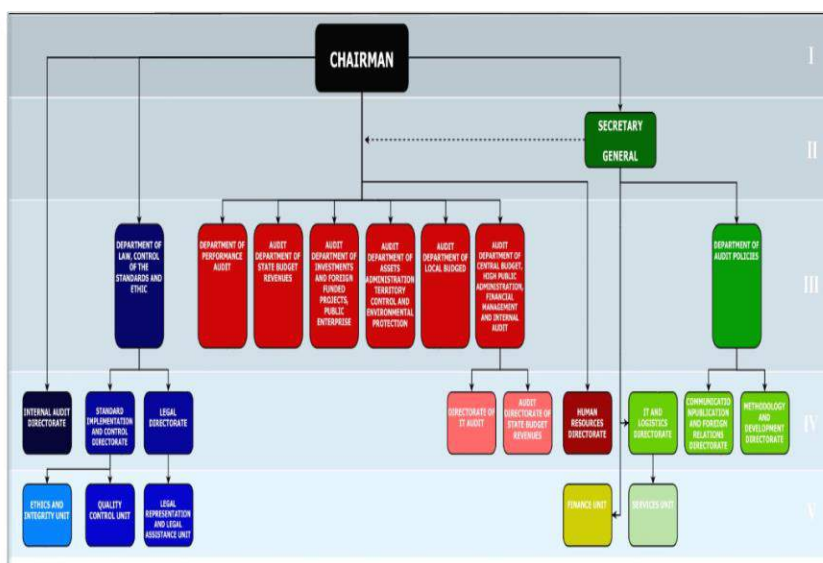 CHAIRMAN
I
SECRETARY
GENERAL
II
DEPARTMENT OF
LAW, CONTROL
OF THE
STANDARDS AND
ETHIC
DEPARTMENT OF
PERFORMANCE
AUDIT
AUDIT
DEPARTMENT OF
STATE BUDGET
REVENUES
AUDIT
DEPARTMENT OF
INVESTMENTS
AND FOREIGN
FUNDED
PROJECTS,
PUBLIC
ENTERPRISE
AUDIT
DEPARTMENT OF
ASSETS
ADMINISTRATION
TERRITORY
CONTROL AND
ENVIRONMENTAL
PROTECTION
AUDIT
DEPARTMENT OF
LOCAL BUDGED
AUDIT
DEPARTMENT OF
CENTRAL BUDGET,
HIGH PUBLIC
ADMINISTRATION,
FINANCIAL
MANAGEMENT
AND INTERNAL
AUDIT
DEPARTMENT OF
AUDIT POLICIES
III
INTERNAL AUDIT
DIRECTORATE
STANDARD
IMPLEMENTATION
AND CONTROL
DIRECTORATE
LEGAL
DIRECTORATE
DIRECTORATE OF
IT AUDIT
AUDIT
DIRECTORATE OF
STATE BUDGET
REVENUES
HUMAN
RESOURCES
DIRECTORATE
IT AND
LOGISTICS
DIRECTORATE
COMMUNICATIO
NPUBLICATION
AND FOREIGN
RELATIONS
DIRECTORATE
METHODOLOGY
AND
DEVELOPMENT
DIRECTORATE
IV
ETHICS AND
INTEGRITY UNIT
QUALITY
CONTROL UNIT
LEGAL
REPRESENTATION
AND LEGAL
ASSISTANCE UNIT
FINANCE UNIT
SERVICES UNIT
V